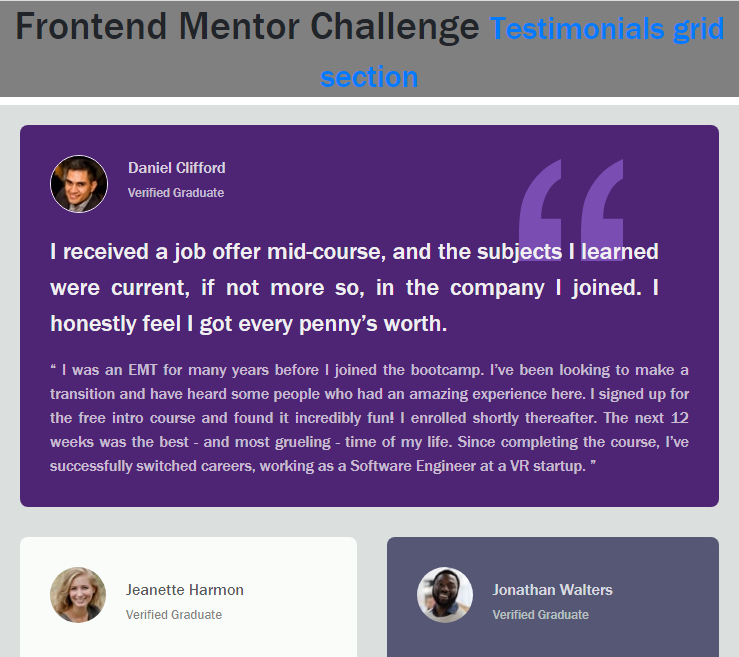 Frontend Mentor Challenge Testimonials grid
section
Daniel Clifford
Verified Graduate
I received a job offer mid-course, and the subjects I learned
were current, if not more so, in the company I joined. I
honestly feel I got every penny’s worth.
“ I was an EMT for many years before I joined the bootcamp. I’ve been looking to make a
transition and have heard some people who had an amazing experience here. I signed up for
the free intro course and found it incredibly fun! I enrolled shortly thereafter. The next 12
weeks was the best - and most grueling - time of my life. Since completing the course, I’ve
successfully switched careers, working as a Software Engineer at a VR startup. ”
Jeanette Harmon
Verified Graduate
Jonathan Walters
Verified Graduate